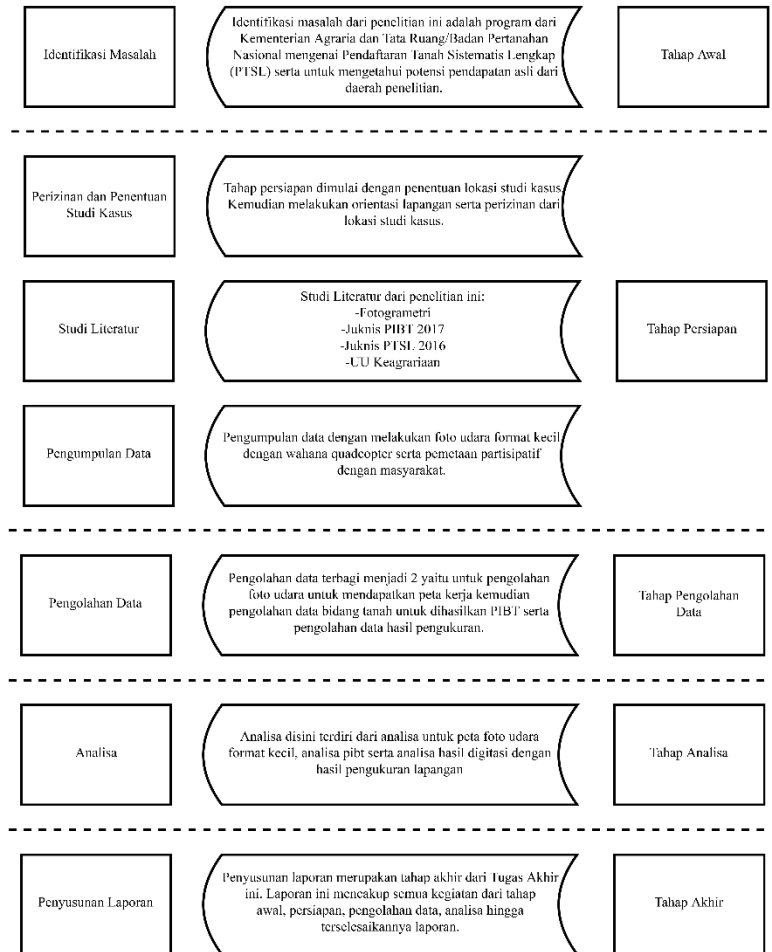 Identifikasi Masalah
Identifikasi masalah dari penelitian ini adalah program dari
Kementerian Agraria dan Tata Ruang/Badan Pertanahan
Nasional mengenai Pendaftaran Tanah Sistematis Lengkap
(PTSL) serta untuk mengetahui potensi pendapatan asli dari
daerah penelitian.
Tahap Awal
Perizinan dan Penentuan
Studi Kasus
Tahap persiapan dimulai dengan penentuan lokasi studi kasus.
Kemudian melakukan orientasi lapangan serta perizinan dari
lokasi studi kasus.
Studi Literatur
Studi Literatur dari penelitian ini:
-Fotogrametri
-Juknis PIBT 2017
-Juknis PTSL 2016
-UU Keagrariaan
Tahap Persiapan
Pengumpulan Data
Pengumpulan data dengan melakukan foto udara format kecil
dengan wahana quadcopter serta pemetaan partisipatif
dengan masyarakat.
Pengolahan Data
Pengolahan data terbagi menjadi 2 yaitu untuk pengolahan
foto udara untuk mendapatkan peta kerja kemudian
pengolahan data bidang tanah untuk dihasilkan PIBT serta
pengolahan data hasil pengukuran.
Tahap Pengolahan
Data
Analisa
Analisa disini terdiri dari analisa untuk peta foto udara
format kecil, analisa pibt serta analisa hasil digitasi dengan
hasil pengukuran lapangan
Tahap Analisa
Penyusunan Laporan
Penyusunan laporan merupakan tahap akhir dari Tugas Akhir
ini. Laporan ini mencakup semua kegiatan dari tahap
awal, persiapan, pengolahan data, analisa hingga
terselesaikannya laporan.
Tahap Akhir